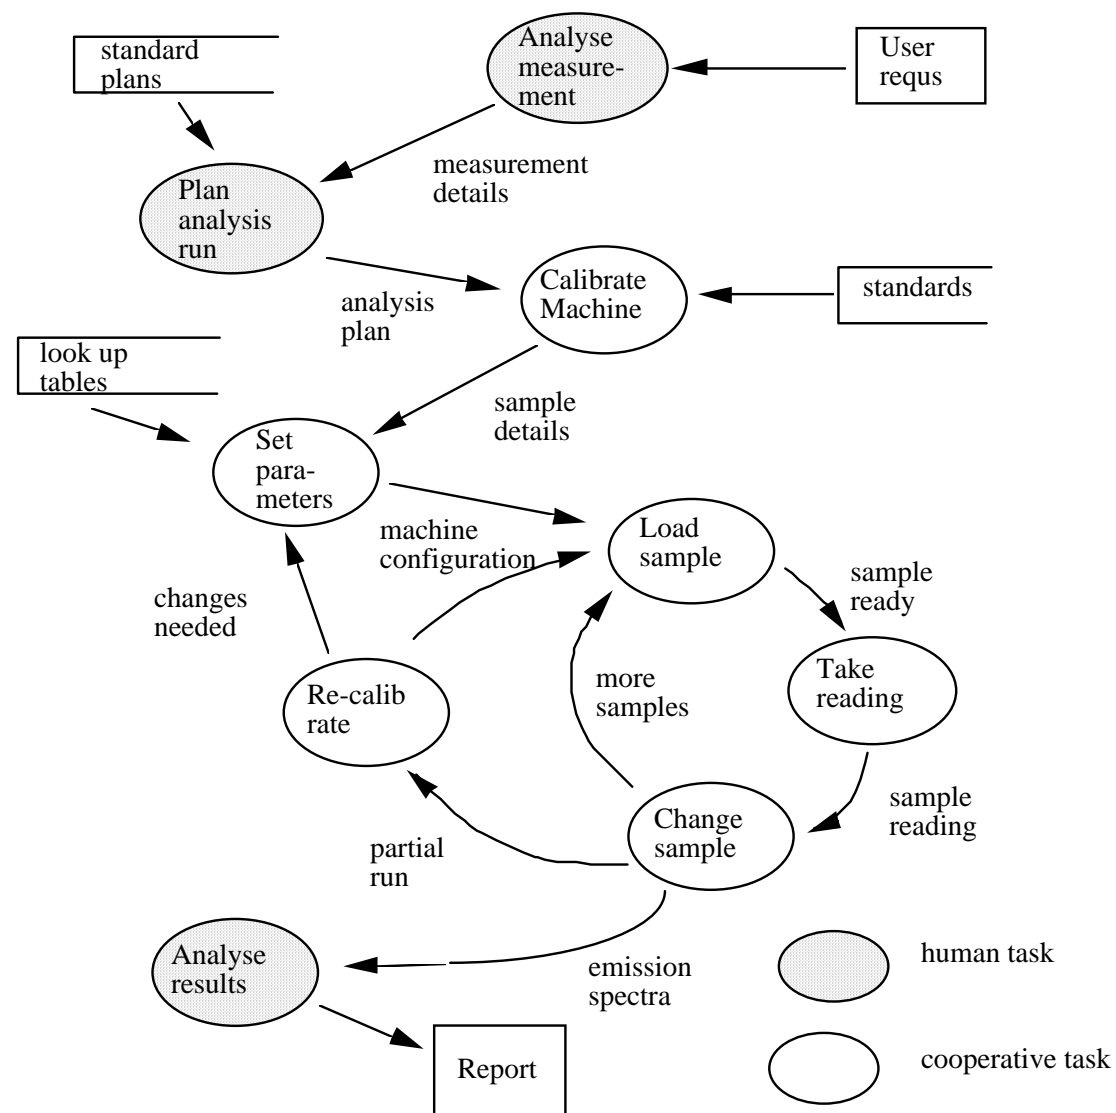 standard
plans
Analyse
measure-
ment
User
requs
measurement
details
Plan
analysis
run
Calibrate
Machine
standards
analysis
plan
look up
tables
sample
details
Set
para-
meters
machine
configuration
Load
sample
sample
ready
changes
needed
Take
reading
more
samples
Re-calib
rate
sample
reading
Change
sample
partial
run
Analyse
results
human task
emission
spectra
Report
cooperative task